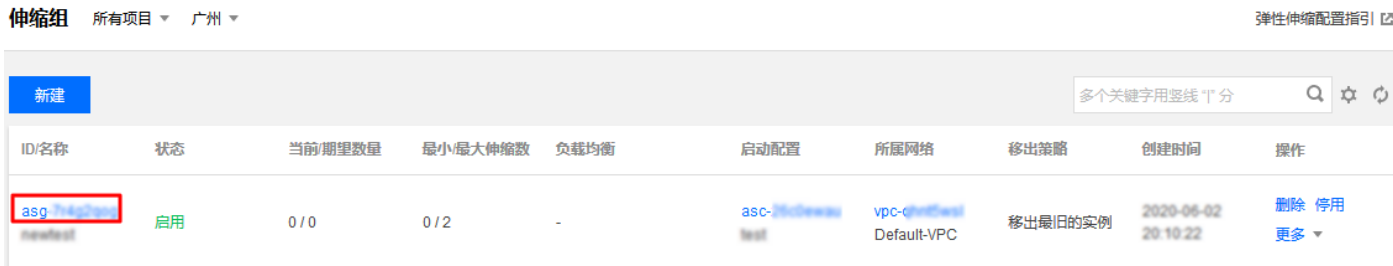 伸缩组 所有项目 广州 弹性伸缩配置指引
新建 多个关键字用竖线 "|" 分
ID/名称 状态 当前/期望数量 最小/最大伸缩数 负载均衡 启动配置 所属网络 移出策略 创建时间 操作
asg- 启用 0 / 0 0 / 2 - asc- vpc- 移出最旧的实例 2020-06-02 删除 停用
newtest test Default-VPC 20:10:22 更多